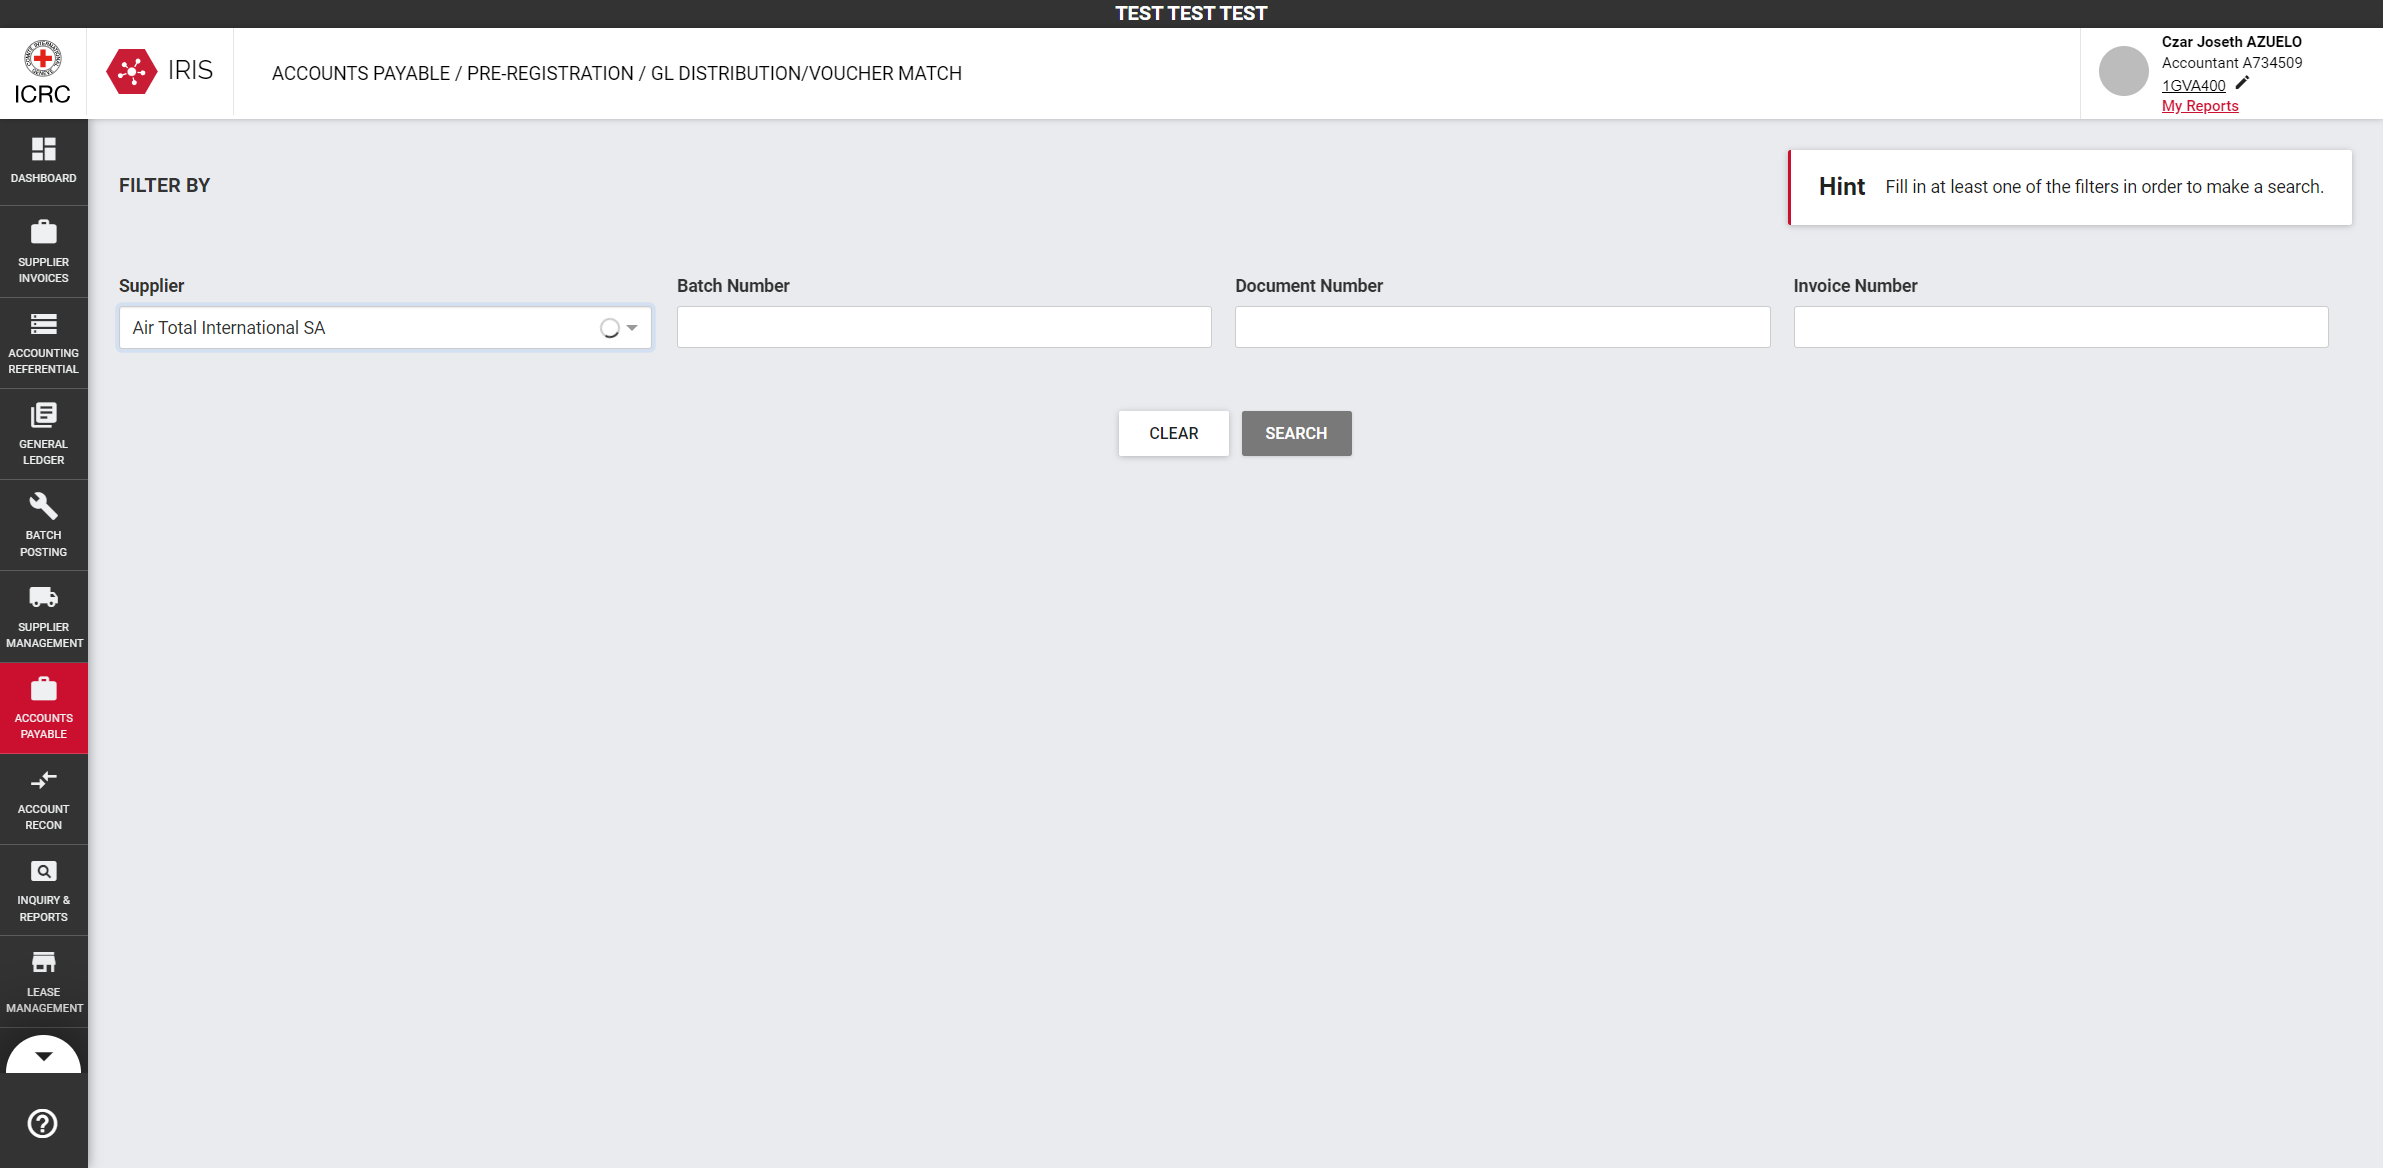 TEST TEST TEST
ICRC
IRIS
ACCOUNTS PAYABLE / PRE-REGISTRATION / GL DISTRIBUTION/VOUCHER MATCH
Czar Joseth AZUELO
Accountant A734509
1GVA400
My Reports
DASHBOARD
SUPPLIER
INVOICES
ACCOUNTING
REFERENTIAL
GENERAL
LEDGER
BATCH
POSTING
SUPPLIER
MANAGEMENT
ACCOUNTS
PAYABLE
ACCOUNT
RECON
INQUIRY &
REPORTS
LEASE
MANAGEMENT
FILTER BY
Hint Fill in at least one of the filters in order to make a search.
Supplier
Air Total International SA
Batch Number
Document Number
Invoice Number
CLEAR
SEARCH